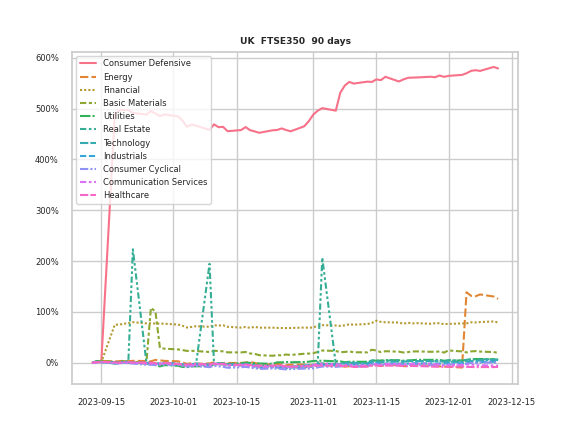 UK FTSE350 90 days
600%
500%
400%
300%
200%
100%
0%
Consumer Defensive
Energy
Financial
Basic Materials
Utilities
Real Estate
Technology
Industrials
Consumer Cyclical
Communication Services
Healthcare
2023-09-15
2023-10-01
2023-10-15
2023-11-01
2023-11-15
2023-12-01
2023-12-15